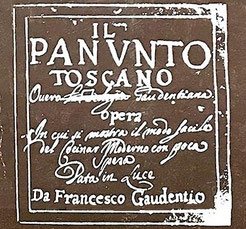 IL
PANVNTO
TOSCANO
Overo Gaudentiana
opera
In cui si mostra il modo facile
del Cucinar Moderno con poca
Spesa
Data in Luce
Da Francesco Gaudentio